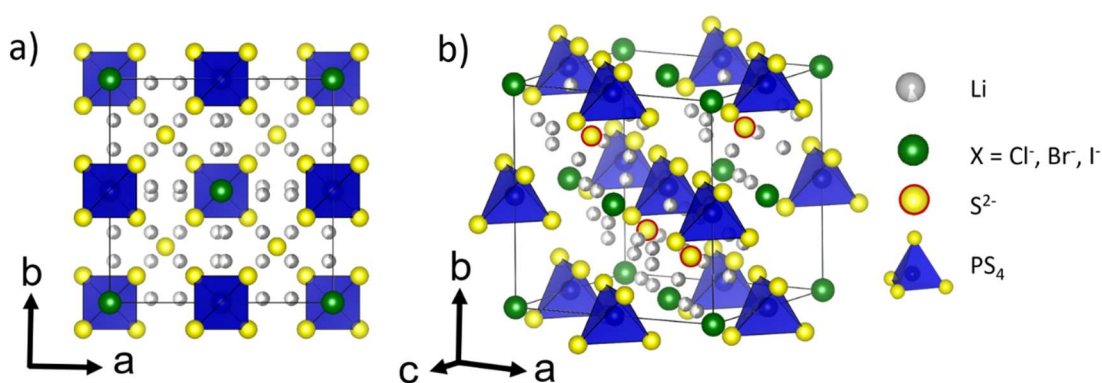 a)
b
a
b)
b
c
a
Li
X = Cl⁻, Br⁻, I⁻
S²⁻
PS₄